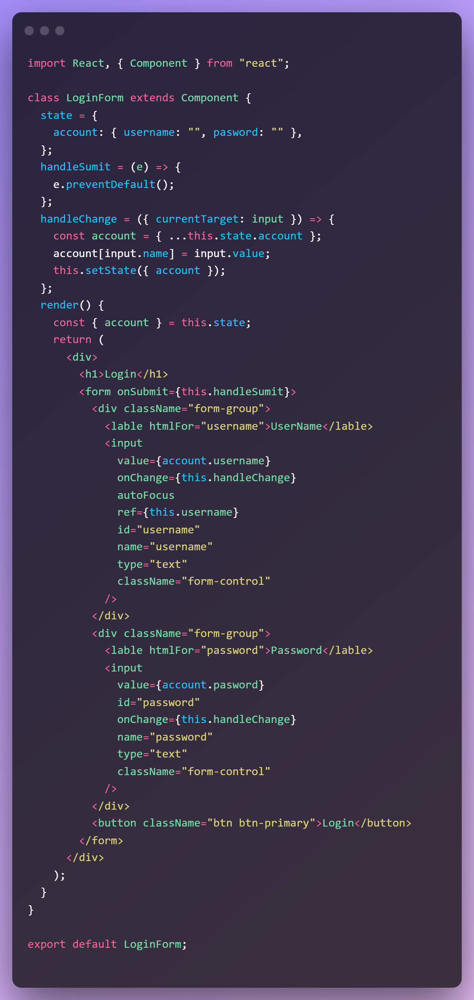 import React, { Component } from "react";

class LoginForm extends Component {
  state = {
    account: { username: "", pasword: "" },
  };
  handleSumit = (e) => {
    e.preventDefault();
  };
  handleChange = ({ currentTarget: input }) => {
    const account = { ...this.state.account };
    account[input.name] = input.value;
    this.setState({ account });
  };
  render() {
    const { account } = this.state;
    return (
      <div>
        <h1>Login</h1>
        <form onSubmit={this.handleSumit}>
          <div className="form-group">
            <lable htmlFor="username">UserName</lable>
            <input
              value={account.username}
              onChange={this.handleChange}
              autoFocus
              ref={this.username}
              id="username"
              name="username"
              type="text"
              className="form-control"
            />
          </div>
          <div className="form-group">
            <lable htmlFor="password">Password</lable>
            <input
              value={account.pasword}
              id="password"
              onChange={this.handleChange}
              name="password"
              type="text"
              className="form-control"
            />
          </div>
          <button className="btn btn-primary">Login</button>
        </form>
      </div>
    );
  }
}

export default LoginForm;